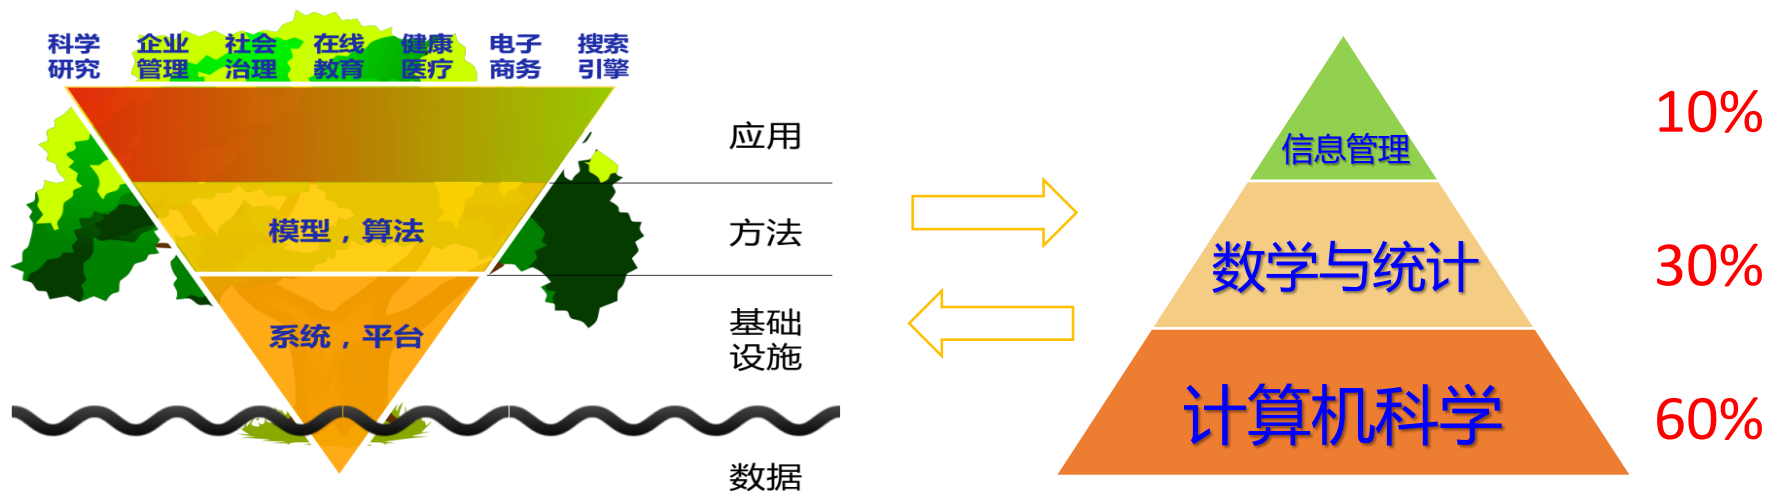 科学 企业 社会 在线 健康 电子 搜索
研究 管理 治理 教育 医疗 商务 引擎
应用
模型，算法
方法
系统，平台
基础
设施
数据
信息管理
10%
数学与统计
30%
计算机科学
60%